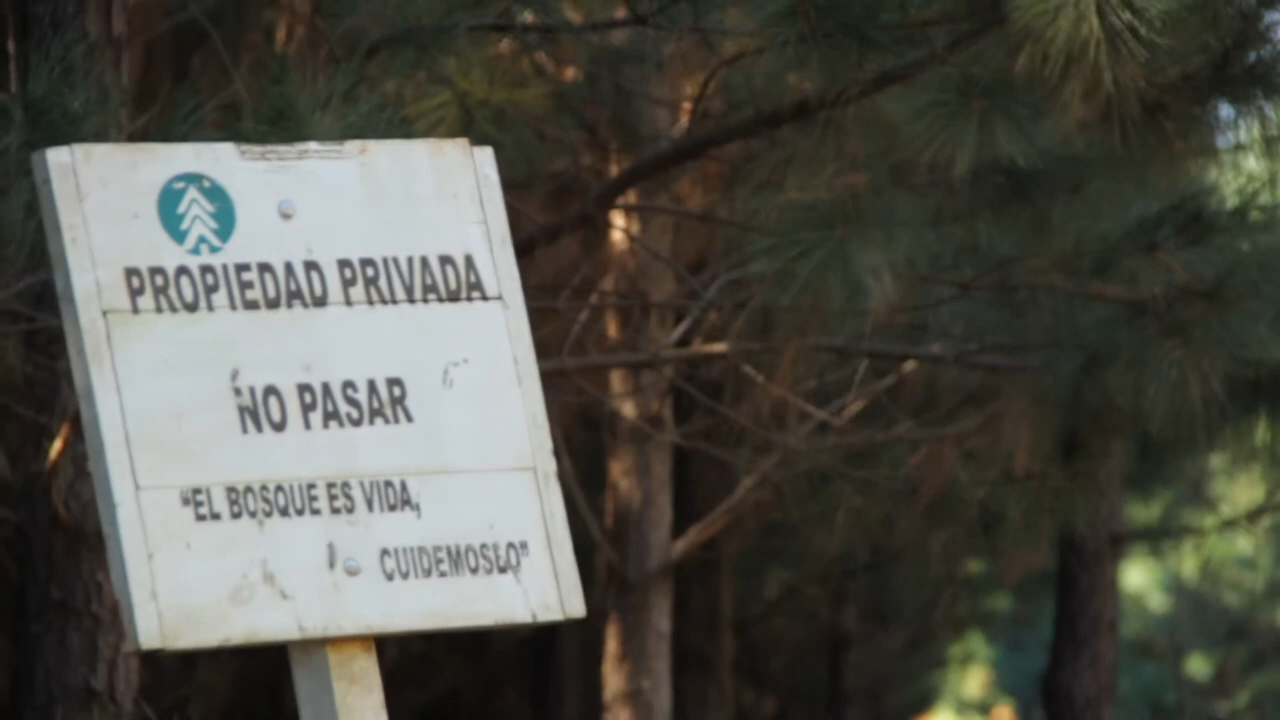 PROPIEDAD PRIVADA
NO PASAR
“EL BOSQUE ES VIDA,
CUIDEMOSLO”